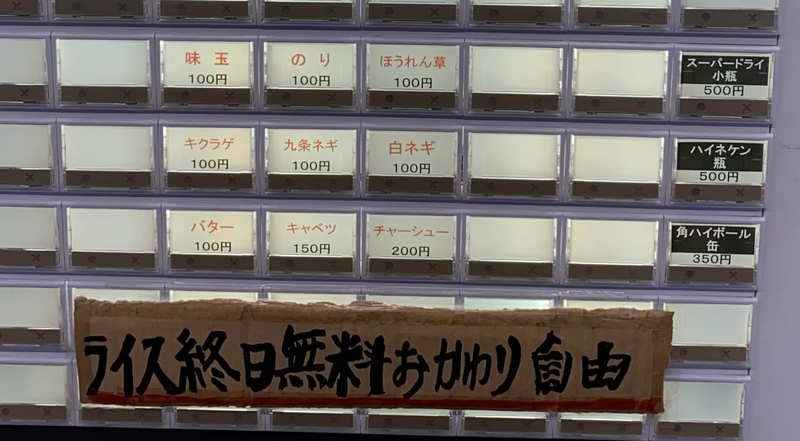 味玉
100円
のり
100円
ほうれん草
100円
スーパードライ
小瓶
500円
キクラゲ
100円
九条ネギ
100円
白ネギ
100円
ハイネケン
瓶
500円
バター
100円
キャベツ
150円
チャーシュー
200円
角ハイボール
缶
350円
ライス終日無料おかわり自由